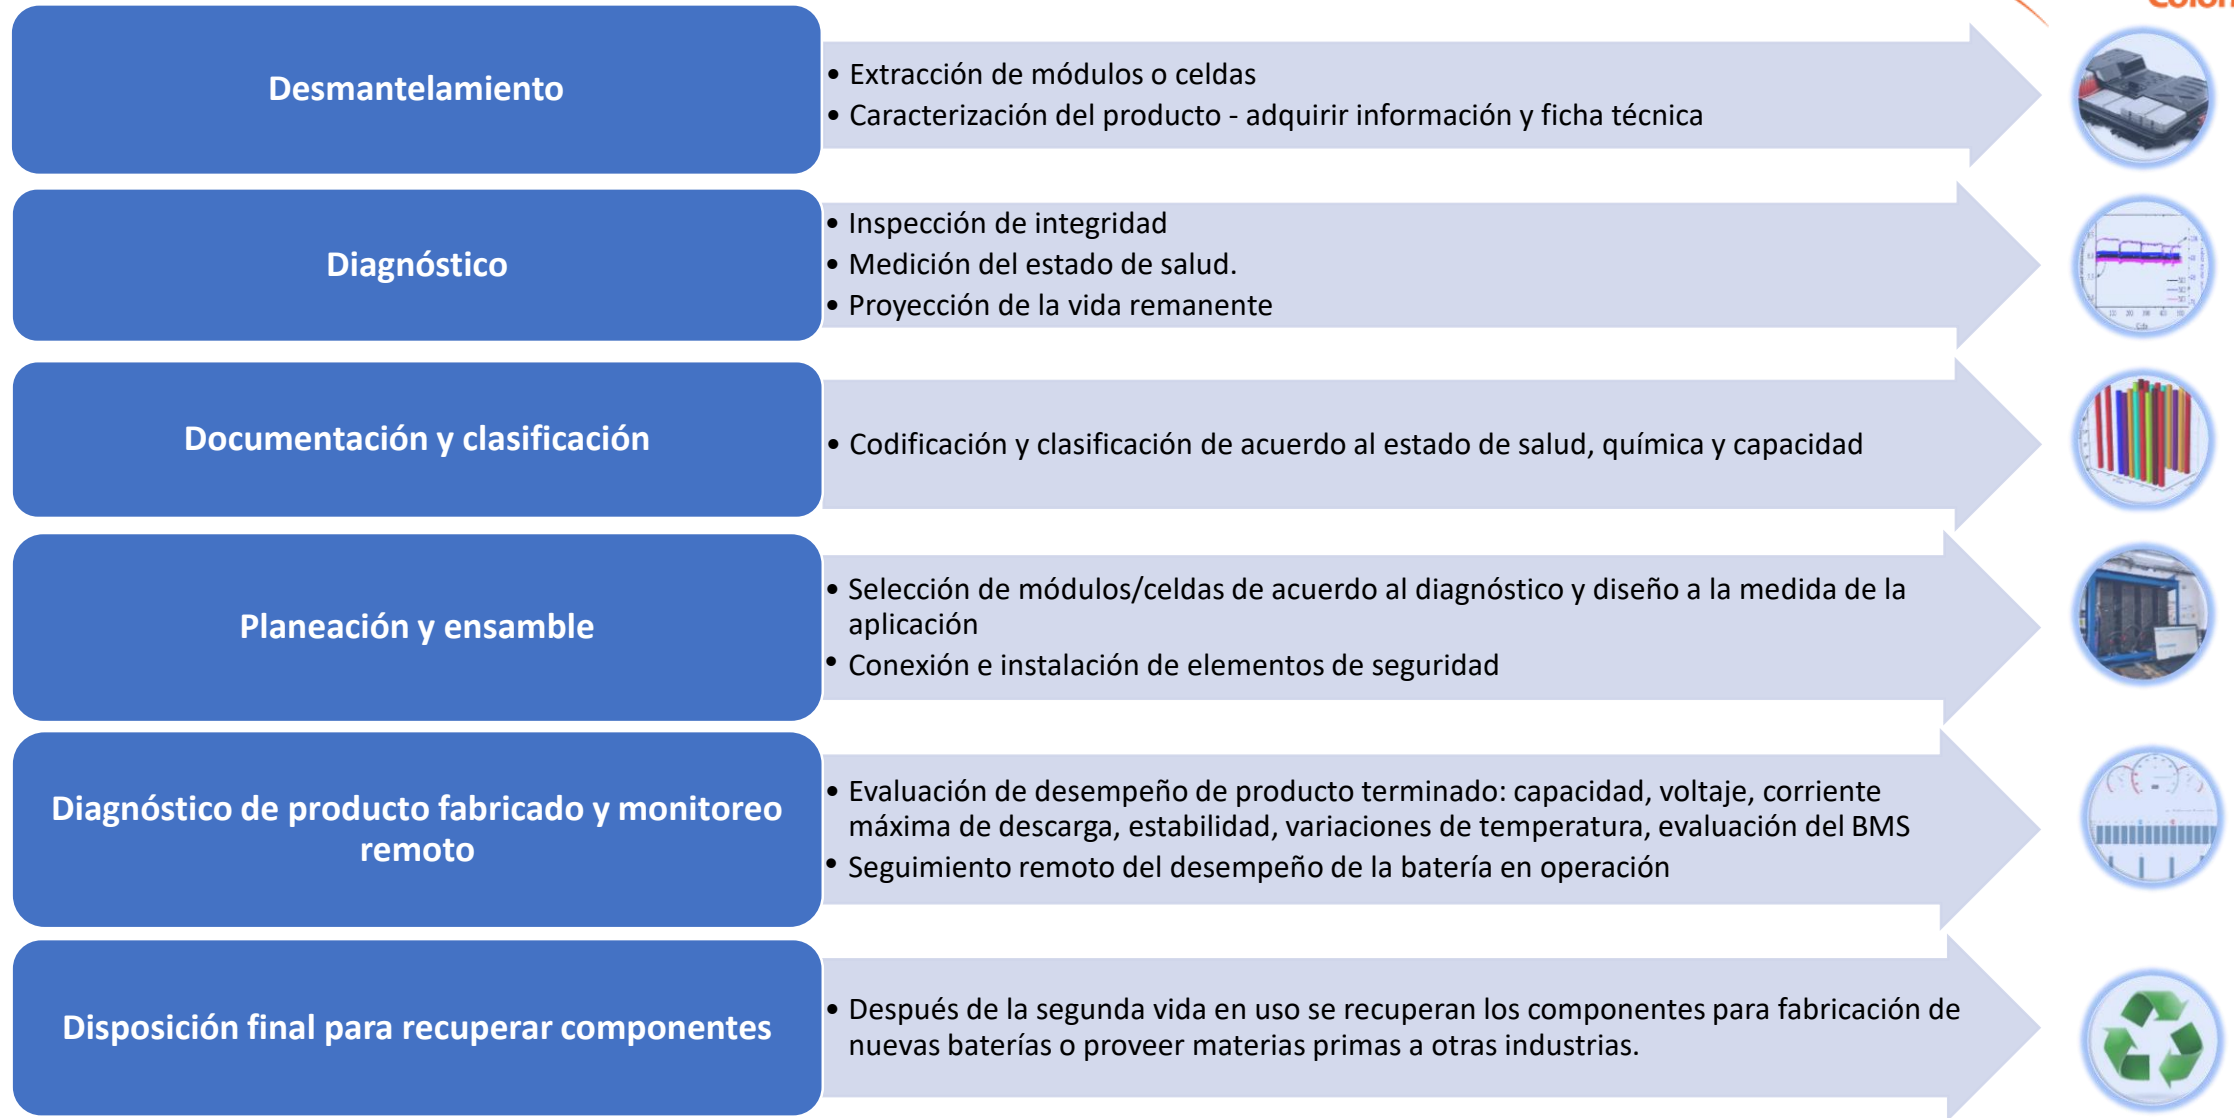 Desmantelamiento
• Extracción de módulos o celdas
• Caracterización del producto - adquirir información y ficha técnica
Diagnóstico
• Inspección de integridad
• Medición del estado de salud.
• Proyección de la vida remanente
Documentación y clasificación
• Codificación y clasificación de acuerdo al estado de salud, química y capacidad
Planeación y ensamble
• Selección de módulos/celdas de acuerdo al diagnóstico y diseño a la medida de la
aplicación
• Conexión e instalación de elementos de seguridad
Diagnóstico de producto fabricado y monitoreo
remoto
• Evaluación de desempeño de producto terminado: capacidad, voltaje, corriente
máxima de descarga, estabilidad, variaciones de temperatura, evaluación del BMS
• Seguimiento remoto del desempeño de la batería en operación
Disposición final para recuperar componentes
• Después de la segunda vida en uso se recuperan los componentes para fabricación de
nuevas baterías o proveer materias primas a otras industrias.